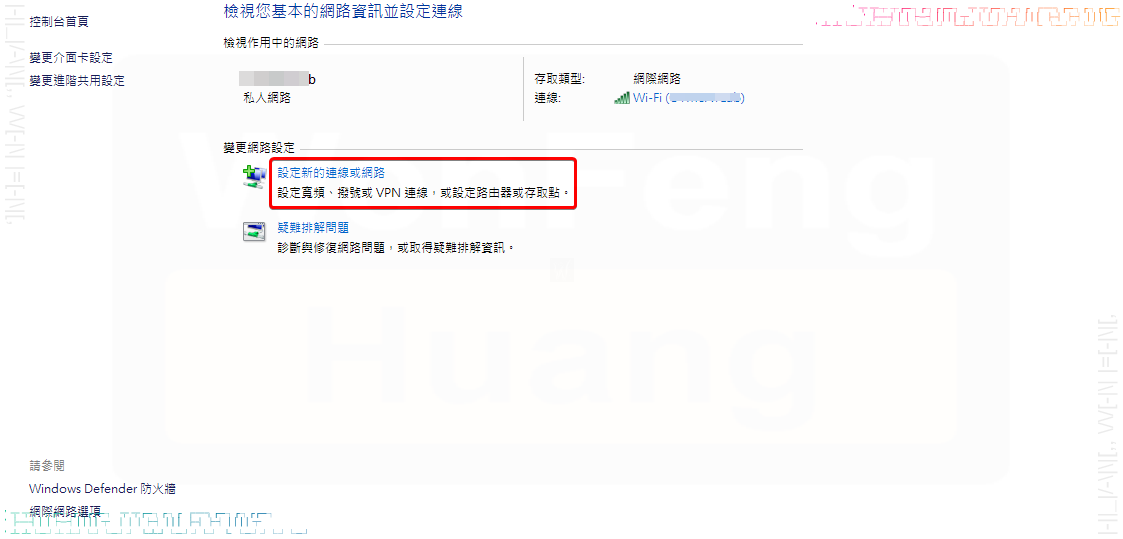 控制台首頁
變更介面卡設定
變更進階共用設定
檢視您基本的網路資訊並設定連線
檢視作用中的網路
b
私人網路
存取類型: 網際網路
連線: Wi-Fi
變更網路設定
設定新的連線或網路
設定寬頻、撥號或 VPN 連線，或設定路由器或存取點。
疑難排解問題
診斷與修復網路問題，或取得疑難排解資訊。
請參閱
Windows Defender 防火牆
網際網路選項
Huang